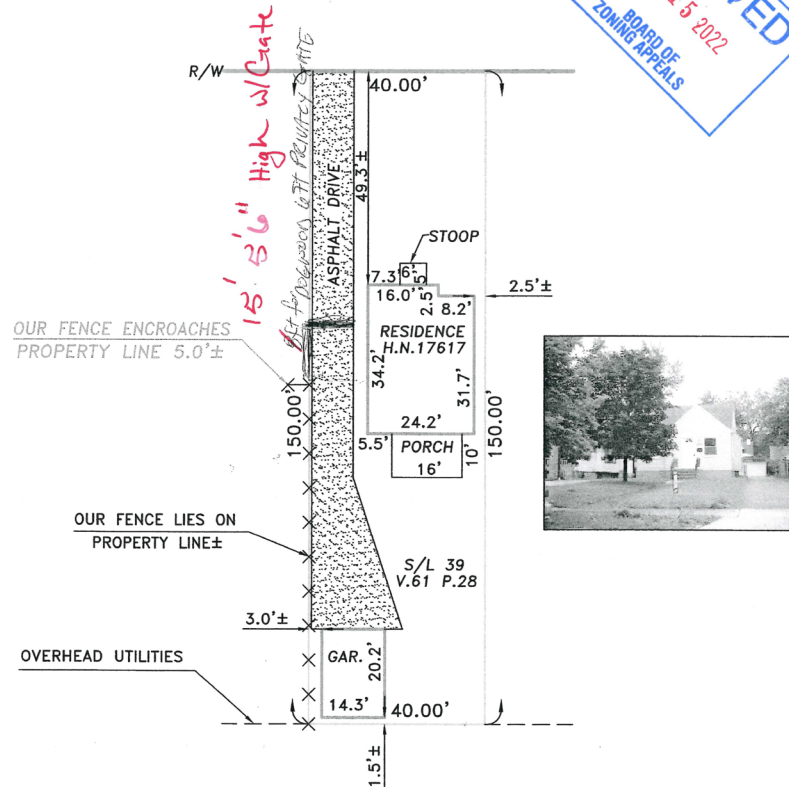 VED
5 2022
BOARD OF
ZONING APPEALS
R/W
40.00'
15' 5'6" High w/ Gate
PRIVACY GATE
ASPHALT DRIVE
49.3'±
STOOP
7.3'
6'
5'
16.0'
2.5'
8.2'
2.5'±
RESIDENCE
H.N.17617
OUR FENCE ENCROACHES
PROPERTY LINE 5.0'±
34.2'
31.7'
150.00'
150.00'
24.2'
5.5'
PORCH
10'
16'
OUR FENCE LIES ON
PROPERTY LINE±
S/L 39
V.61 P.28
3.0'±
OVERHEAD UTILITIES
GAR.
20.2'
14.3'
40.00'
1.5'±